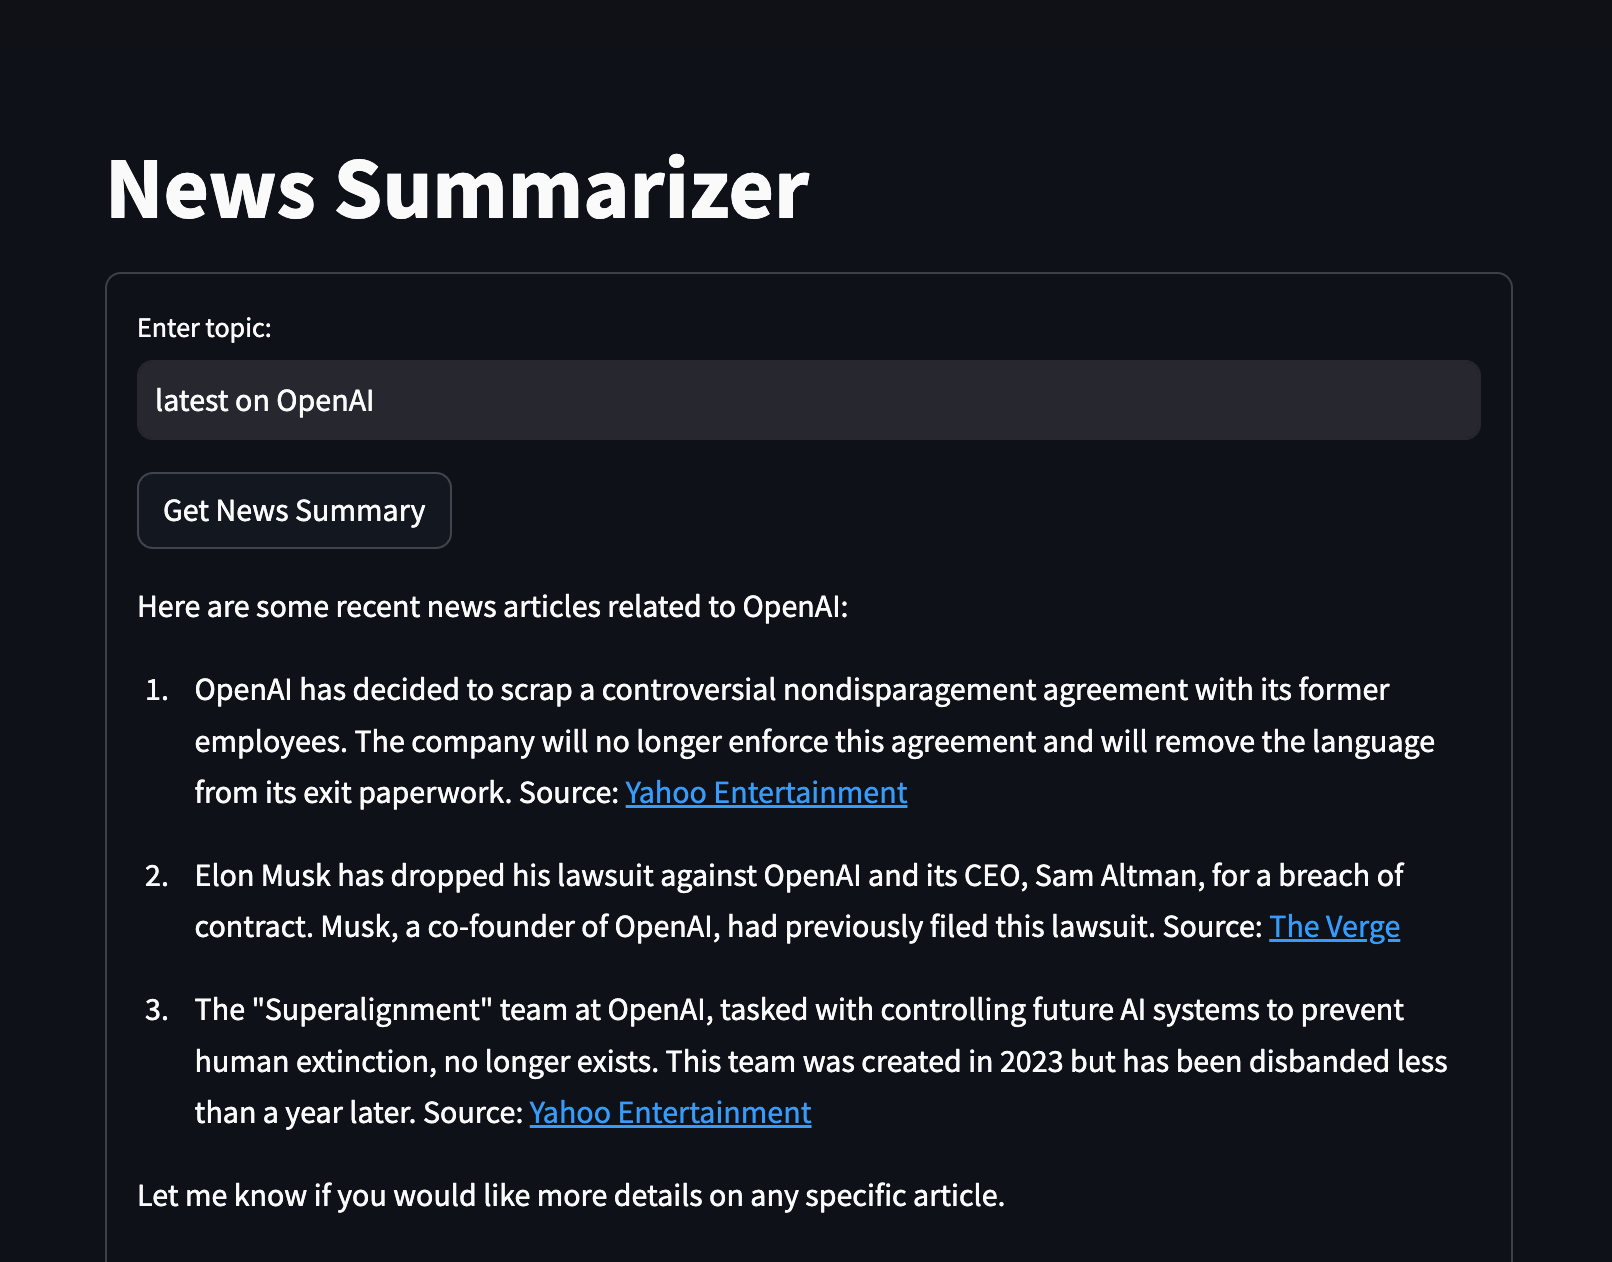 News Summarizer
Enter topic:
latest on OpenAI
Get News Summary
Here are some recent news articles related to OpenAI:
1. OpenAI has decided to scrap a controversial nondisparagement agreement with its former
employees. The company will no longer enforce this agreement and will remove the language
from its exit paperwork. Source: Yahoo Entertainment
2. Elon Musk has dropped his lawsuit against OpenAI and its CEO, Sam Altman, for a breach of
contract. Musk, a co-founder of OpenAI, had previously filed this lawsuit. Source: The Verge
3. The "Superalignment" team at OpenAI, tasked with controlling future AI systems to prevent
human extinction, no longer exists. This team was created in 2023 but has been disbanded less
than a year later. Source: Yahoo Entertainment
Let me know if you would like more details on any specific article.